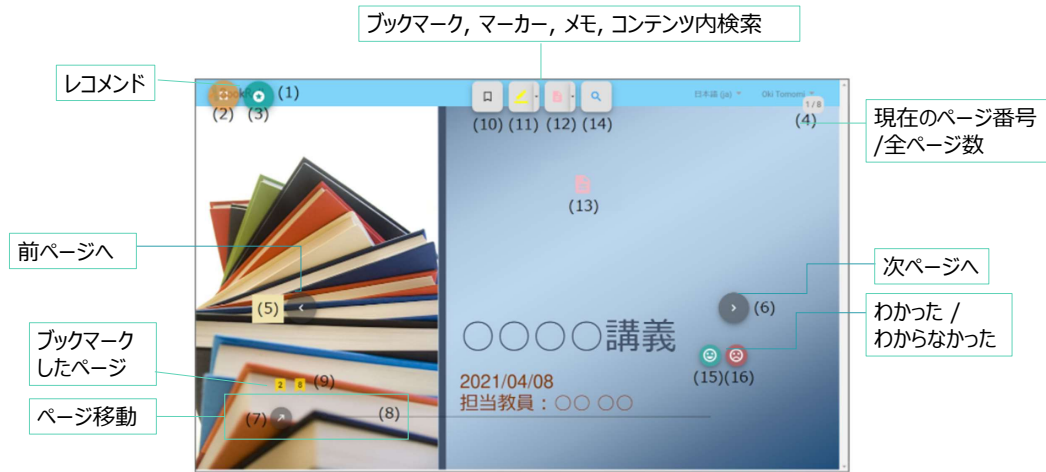 ブックマーク, マーカー, メモ, コンテンツ内検索
レコメンド
(1)
日本語 (ja)
Oki Tomomi
1 / 8
(2) (3)
(10) (11) (12) (14)
(4)
現在のページ番号
/全ページ数
(13)
前ページへ
次ページへ
(5)
(6)
わかった /
わからなかった
ブックマーク
したページ
○○○○講義
(15)(16)
2 8 (9)
2021/04/08
担当教員:○○ ○○
ページ移動
(7)
(8)